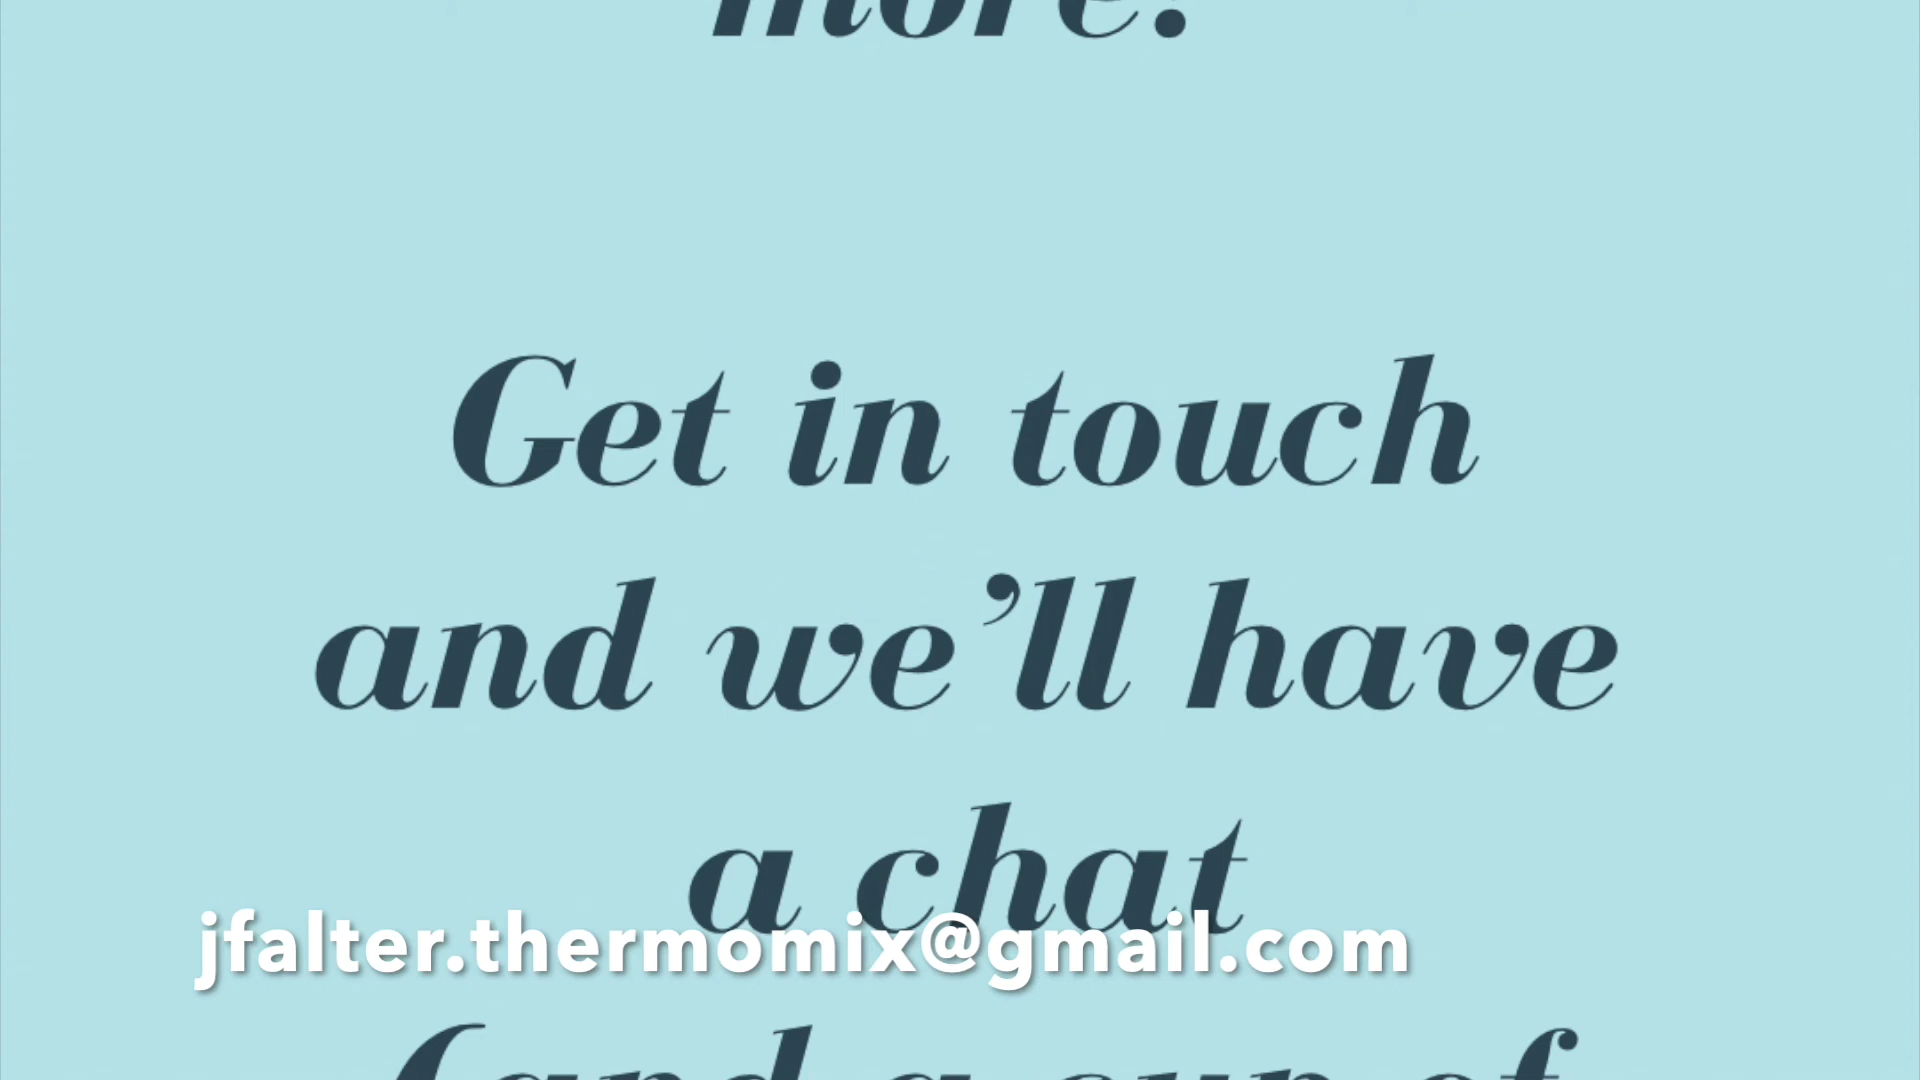 more?
Get in touch
and we’ll have
a chat
jfalter.thermomix@gmail.com
(and a cup of